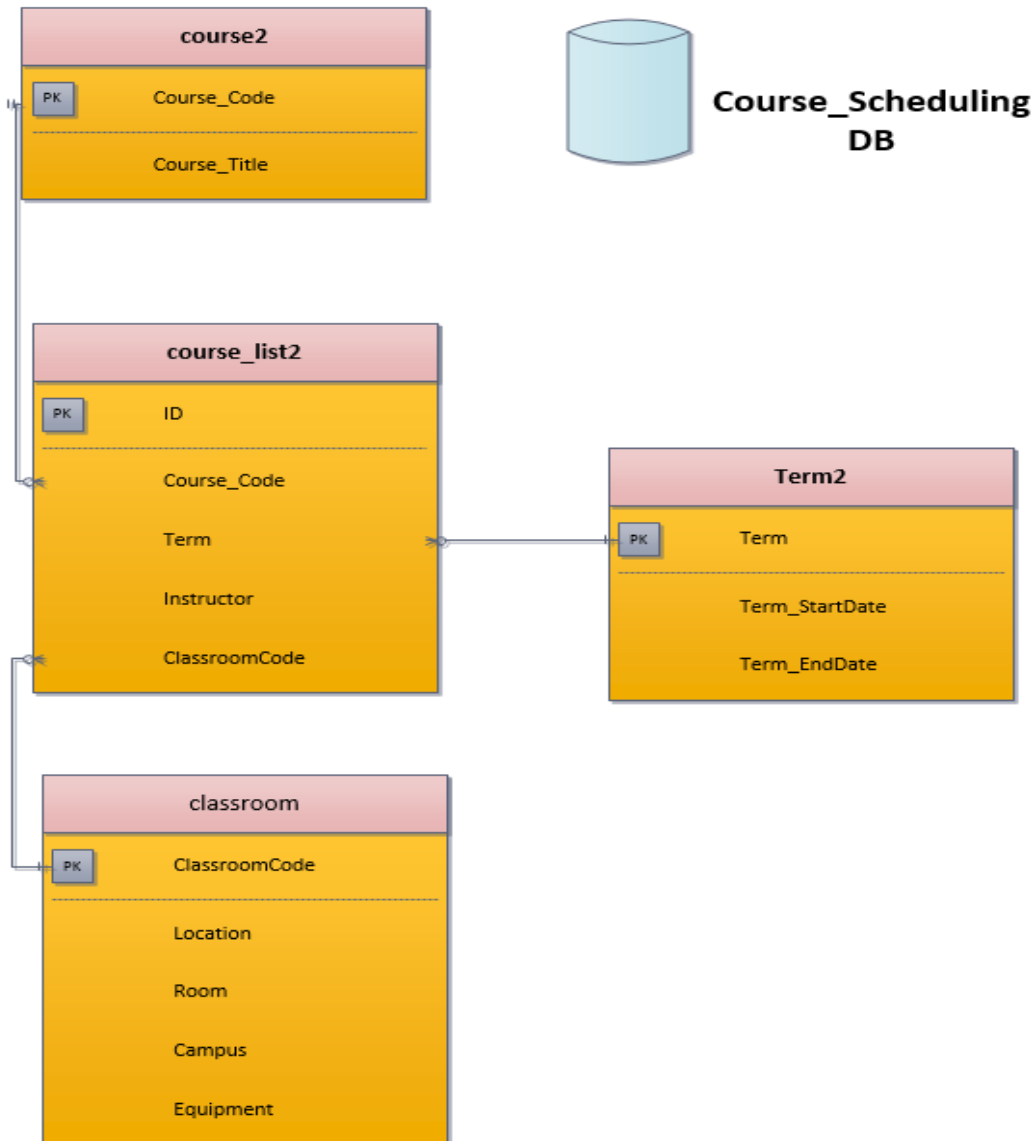 course2
PK Course_Code
Course_Title
Course_Scheduling
DB
course_list2
PK ID
Course_Code
Term
Instructor
ClassroomCode
Term2
PK Term
Term_StartDate
Term_EndDate
classroom
PK ClassroomCode
Location
Room
Campus
Equipment